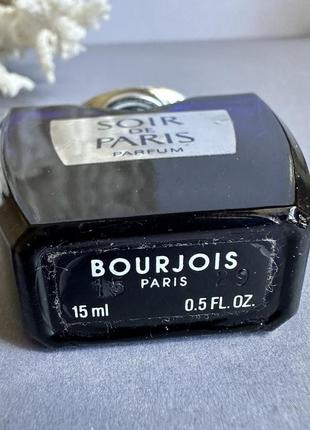 SOIR
DE
PARIS
PARFUM
BOURJOIS
PARIS
15 ml 0.5 FL. OZ.